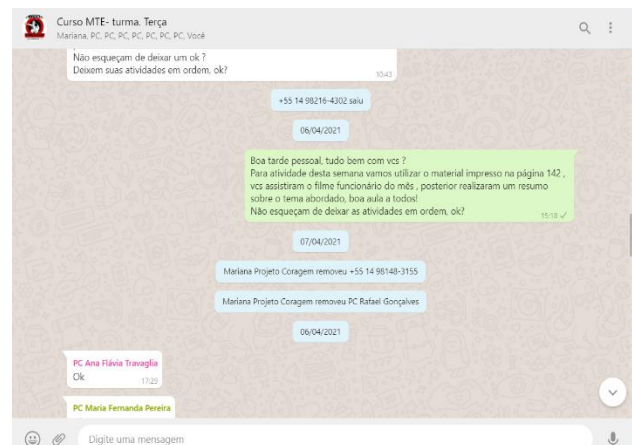 Curso MTE- turma. Terça
Mariana, PC, PC, PC, PC, PC, PC, PC, Você
Não esqueçam de deixar um ok ?
Deixem suas atividades em ordem, ok?
10:43
+55 14 98216-4302 saiu
06/04/2021
Boa tarde pessoal, tudo bem com vcs ?
Para atividade desta semana vamos utilizar o material impresso na página 142 ,
vcs assistiram o filme funcionário do mês , posterior realizaram um resumo
sobre o tema abordado, boa aula a todos!
Não esqueçam de deixar as atividades em ordem, ok?
15:18
07/04/2021
Mariana Projeto Coragem removeu +55 14 98148-3155
Mariana Projeto Coragem removeu PC Rafael Gonçalves
06/04/2021
PC Ana Flávia Travaglia
Ok
17:29
PC Maria Fernanda Pereira
Digite uma mensagem